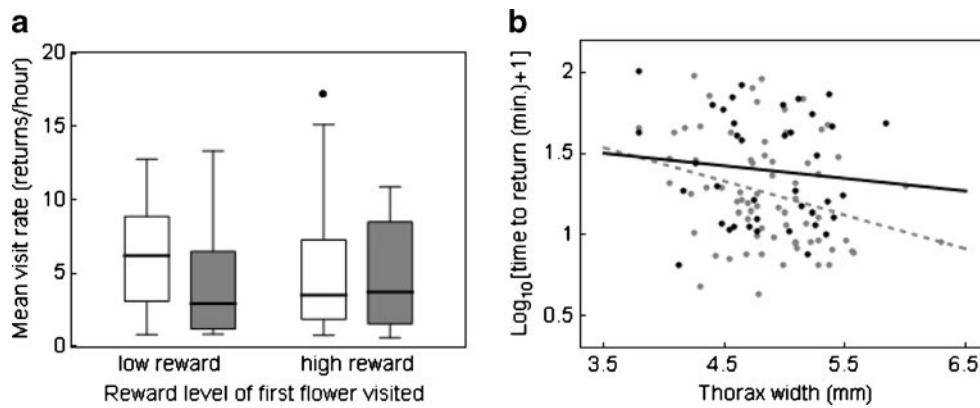 a
20
15
10
5
0
Mean visit rate (returns/hour)
low reward
high reward
Reward level of first flower visited
b
2
1.5
1
0.5
Log10[time to return (min.)+1]
3.5
4.5
5.5
6.5
Thorax width (mm)